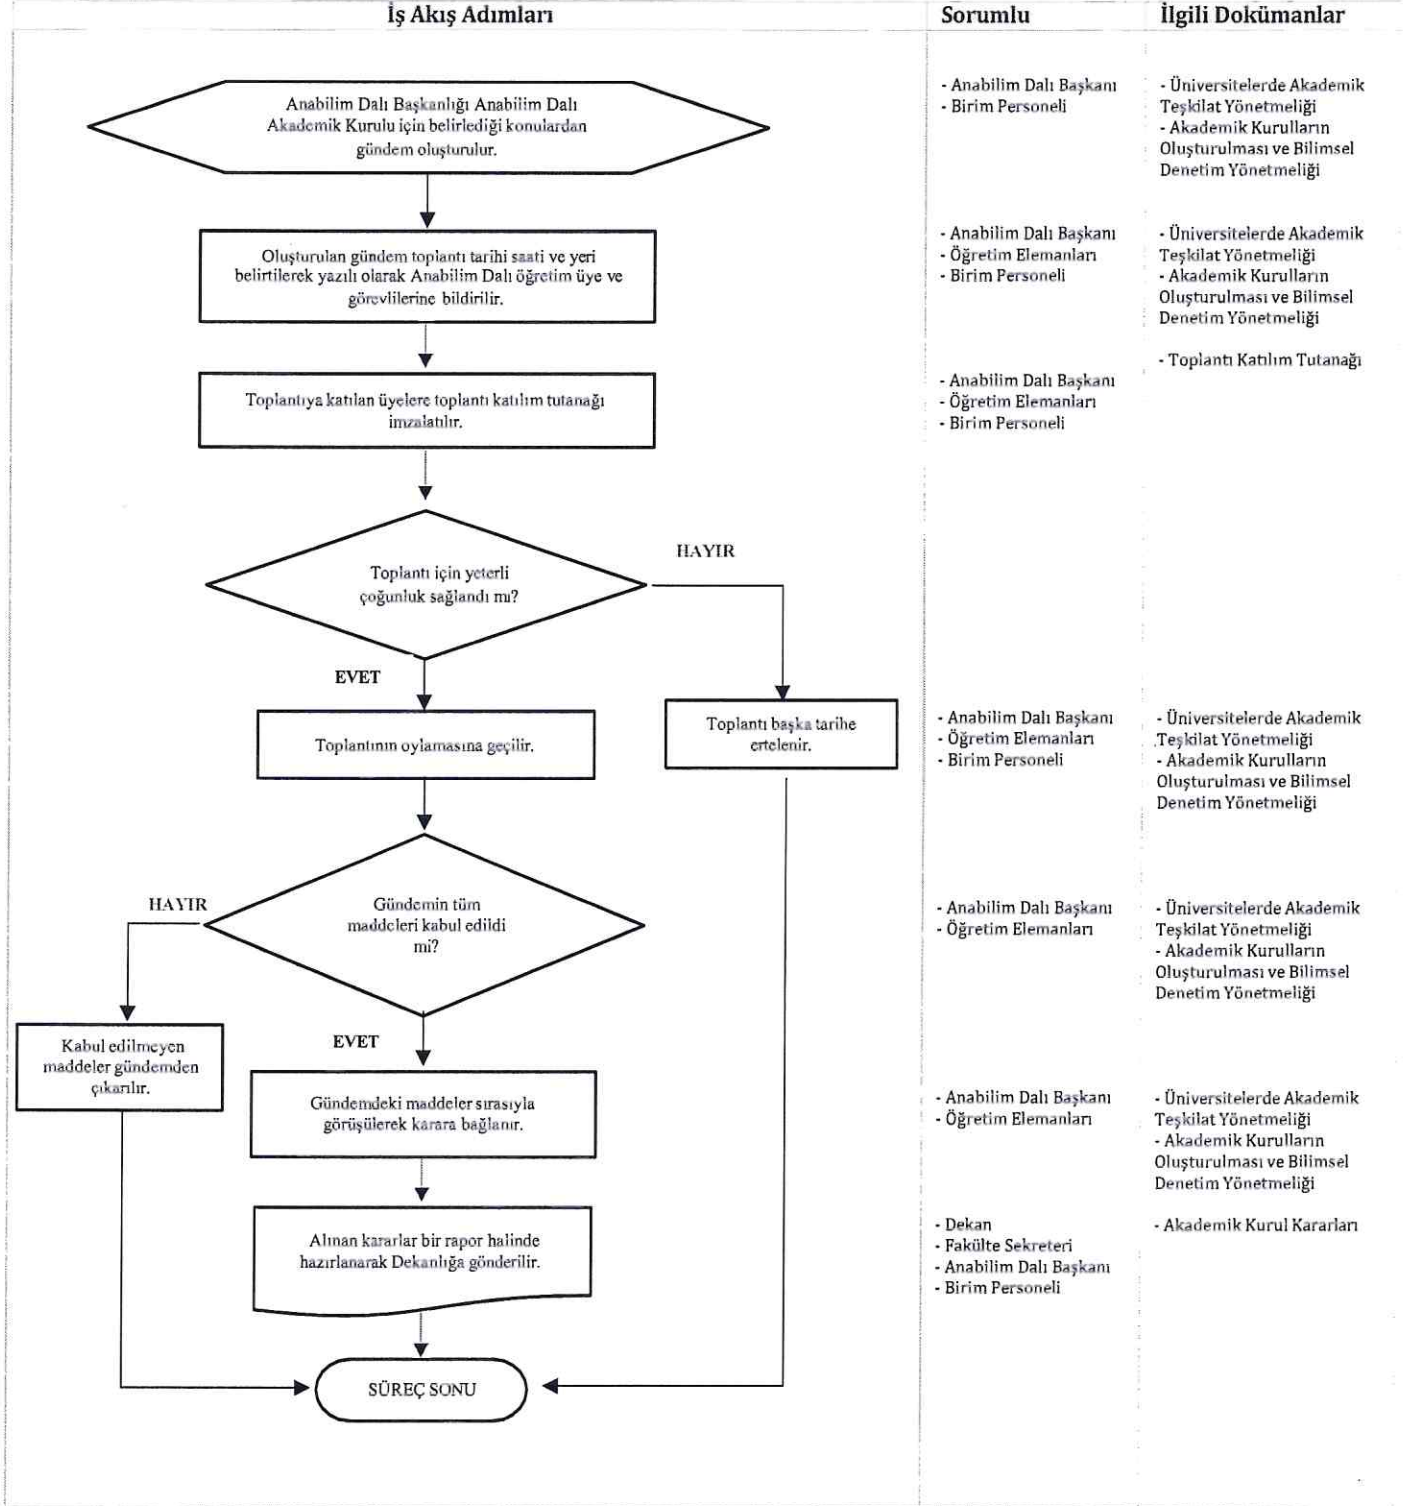 İş Akış Adımları
Sorumlu
İlgili Dokümanlar
Anabilim Dalı Başkanlığı Anabilim Dalı
Akademik Kurulu için belirlediği konulardan
gündem oluşturulur.
- Anabilim Dalı Başkanı
- Birim Personeli
- Üniversitelerde Akademik
Teşkilat Yönetmeliği
- Akademik Kurulların
Oluşturulması ve Bilimsel
Denetim Yönetmeliği
Oluşturulan gündem toplantı tarihi saati ve yeri
belirtilerek yazılı olarak Anabilim Dalı öğretim üye ve
görevlilerine bildirilir.
- Anabilim Dalı Başkanı
- Öğretim Elemanları
- Birim Personeli
- Üniversitelerde Akademik
Teşkilat Yönetmeliği
- Akademik Kurulların
Oluşturulması ve Bilimsel
Denetim Yönetmeliği
Toplantıya katılan üyelere toplantı katılım tutanağı
imzalatılır.
- Anabilim Dalı Başkanı
- Öğretim Elemanları
- Birim Personeli
- Toplantı Katılım Tutanağı
Toplantı için yeterli
çoğunluk sağlandı mı?
HAYIR
EVET
Toplantının oylamasına geçilir.
Toplantı başka tarihe
ertelenir.
- Anabilim Dalı Başkanı
- Öğretim Elemanları
- Birim Personeli
- Üniversitelerde Akademik
Teşkilat Yönetmeliği
- Akademik Kurulların
Oluşturulması ve Bilimsel
Denetim Yönetmeliği
HAYIR
Gündemin tüm
maddeleri kabul edildi
mi?
- Anabilim Dalı Başkanı
- Öğretim Elemanları
- Üniversitelerde Akademik
Teşkilat Yönetmeliği
- Akademik Kurulların
Oluşturulması ve Bilimsel
Denetim Yönetmeliği
EVET
Kabul edilmeyen
maddeler gündemden
çıkarılır.
Gündemdeki maddeler sırasıyla
görüşülerek karara bağlanır.
- Anabilim Dalı Başkanı
- Öğretim Elemanları
- Üniversitelerde Akademik
Teşkilat Yönetmeliği
- Akademik Kurulların
Oluşturulması ve Bilimsel
Denetim Yönetmeliği
Alınan kararlar bir rapor halinde
hazırlanarak Dekanlığa gönderilir.
- Dekan
- Fakülte Sekreteri
- Anabilim Dalı Başkanı
- Birim Personeli
- Akademik Kurul Kararları
SÜREÇ SONU